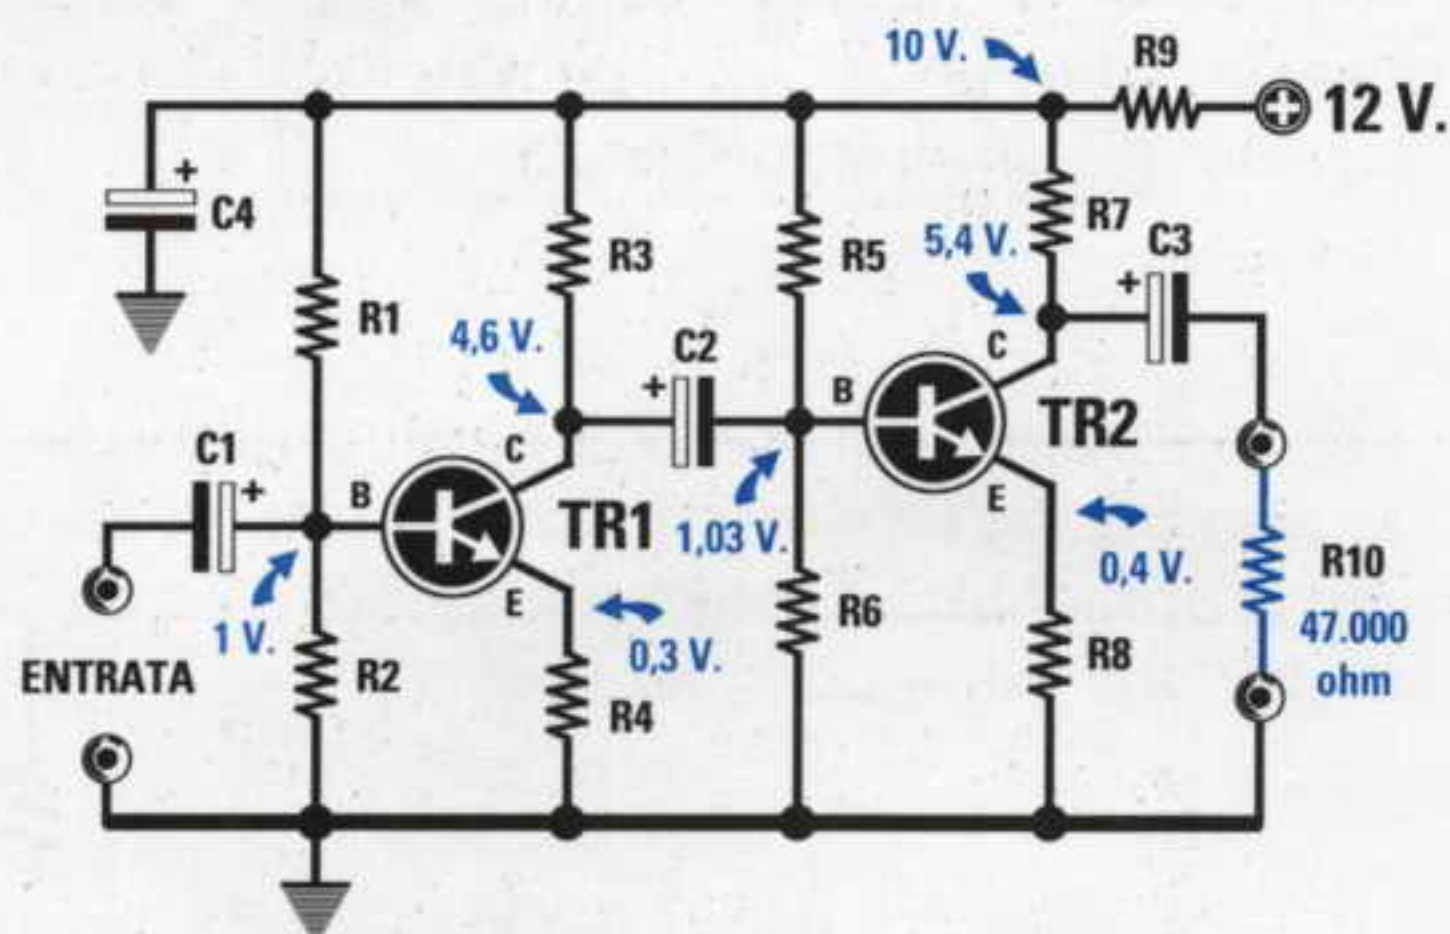 10 V.
R9
+ 12 V.
+
C4
R3
R5
5,4 V.
R7
C3
+
R1
4,6 V.
C2
+
C
B
TR2
C1
+
B
C
TR1
1,03 V.
E
0,4 V.
R10
47.000
ohm
1 V.
E
0,3 V.
R6
R8
ENTRATA
R2
R4